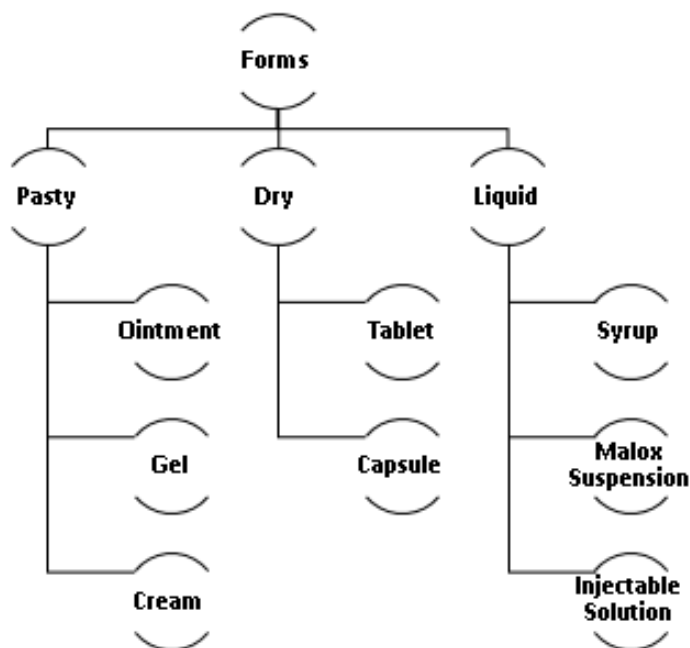 Forms
Pasty
Dry
Liquid
Ointment
Tablet
Syrup
Gel
Capsule
Malox
Suspension
Cream
Injectable
Solution